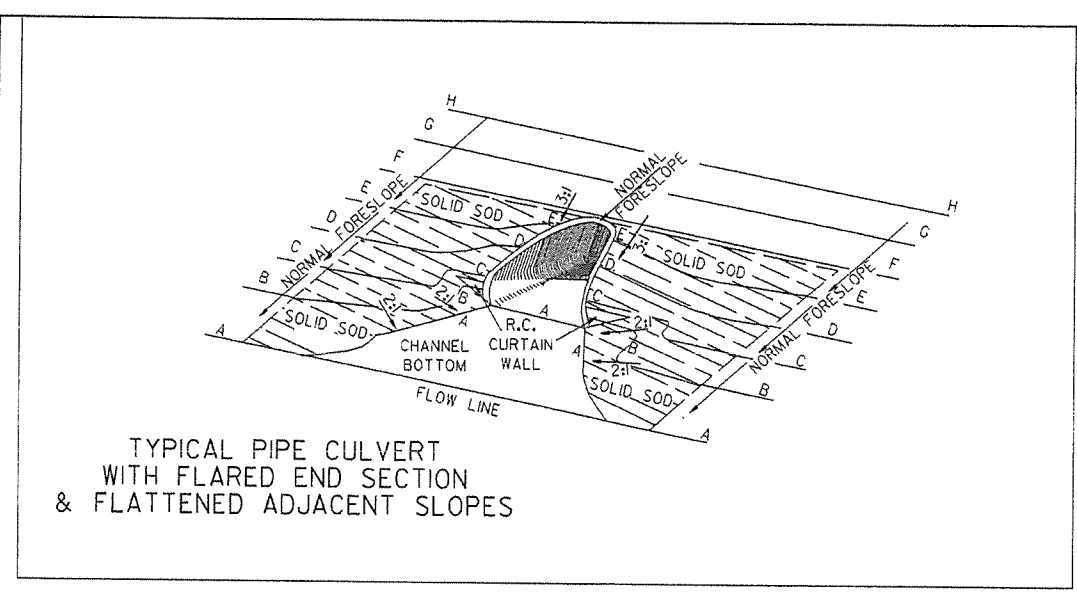 H
G
F
E
D
C
B
A
NORMAL FORESLOPE
SOLID SOD
SOLID SOD
2:1
2:1
3:1
E
D
C
B
A
NORMAL
FORESLOPE
E
3:1
D
C
A
B
A
2:1
2:1
SOLID SOD
SOLID SOD
NORMAL FORESLOPE
H
G
F
E
D
C
B
A
CHANNEL
BOTTOM
R.C.
CURTAIN
WALL
FLOW LINE
TYPICAL PIPE CULVERT
WITH FLARED END SECTION
& FLATTENED ADJACENT SLOPES